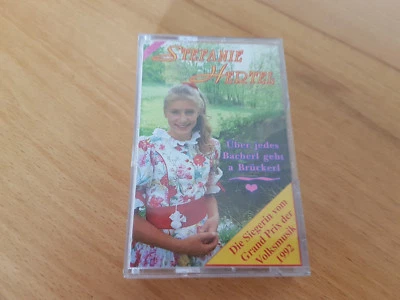 STEFANIE
HERTEL
Über jedes
Bacherl geht
a Brückerl
Die Siegerin vom
Grand Prix der
Volksmusik
1992